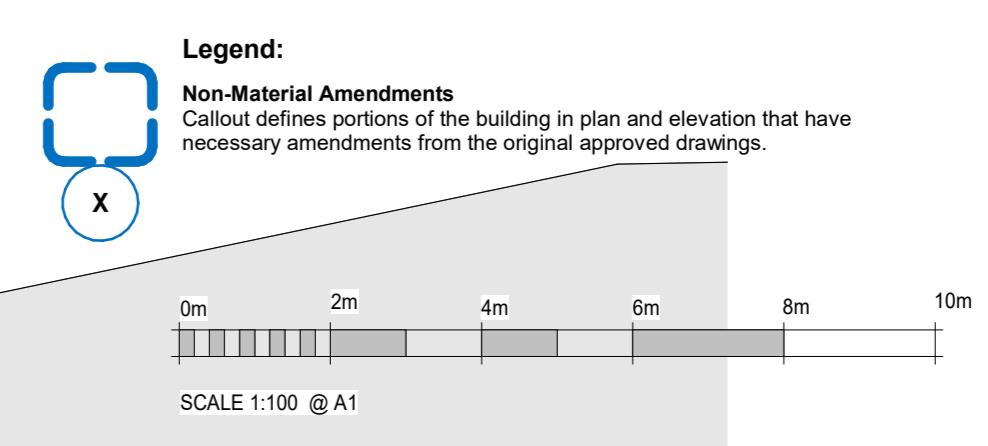 Legend:
Non-Material Amendments
Callout defines portions of the building in plan and elevation that have
necessary amendments from the original approved drawings.
X
0m 2m 4m 6m 8m 10m
SCALE 1:100 @ A1